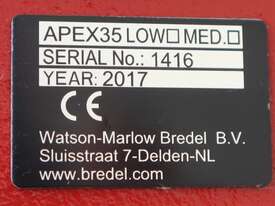 APEX35 LOW☐ MED.☐
SERIAL No.: 1416
YEAR: 2017
CE
Watson-Marlow Bredel B.V.
Sluisstraat 7-Delden-NL
www.bredel.com